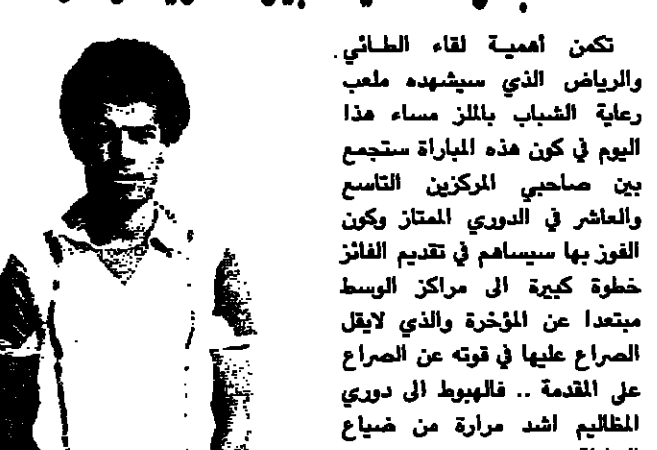 تكمن أهميــة لقاء الطــائي
والرياض الذي سيشهده ملعب
رعاية الشباب بالملز مساء هذا
اليوم في كون هذه المباراة ستجمع
بين صاحبي المركزين التاسع
والعاشر في الدوري الممتاز وكون
الفوز بها سيساهم في تقديم الفائز
خطوة كبيرة الى مراكز الوسط
مبتعدا عن المؤخرة والذي لايقل
الصراع عليها في قوته عن الصراع
على المقدمة .. فالهبوط الى دوري
المظاليم اشد مرارة من ضياع